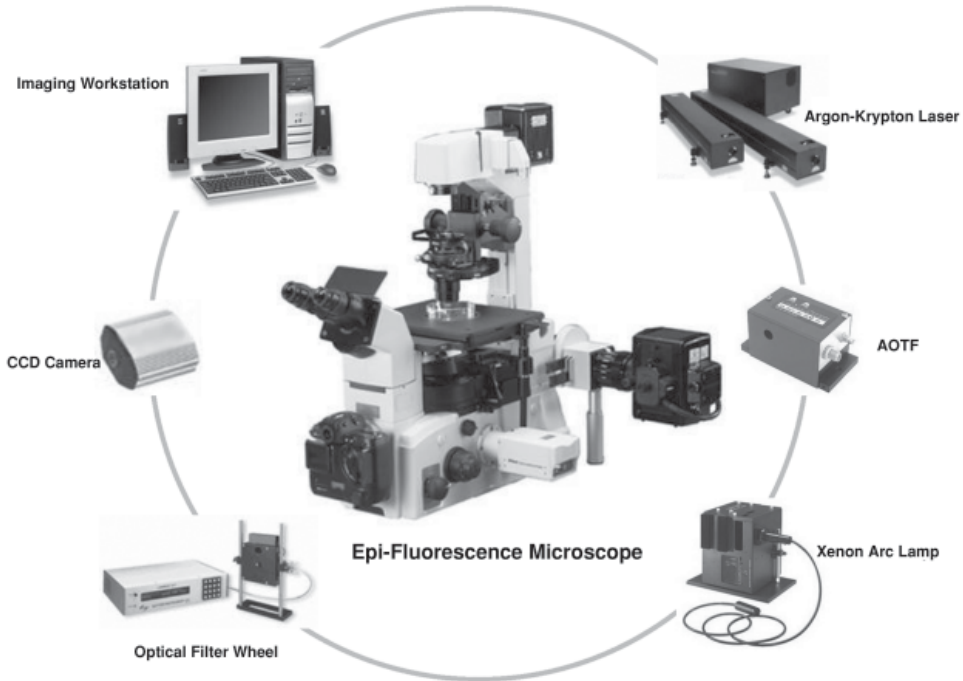 Imaging Workstation
Argon-Krypton Laser
CCD Camera
AOTF
Epi-Fluorescence Microscope
Xenon Arc Lamp
Optical Filter Wheel